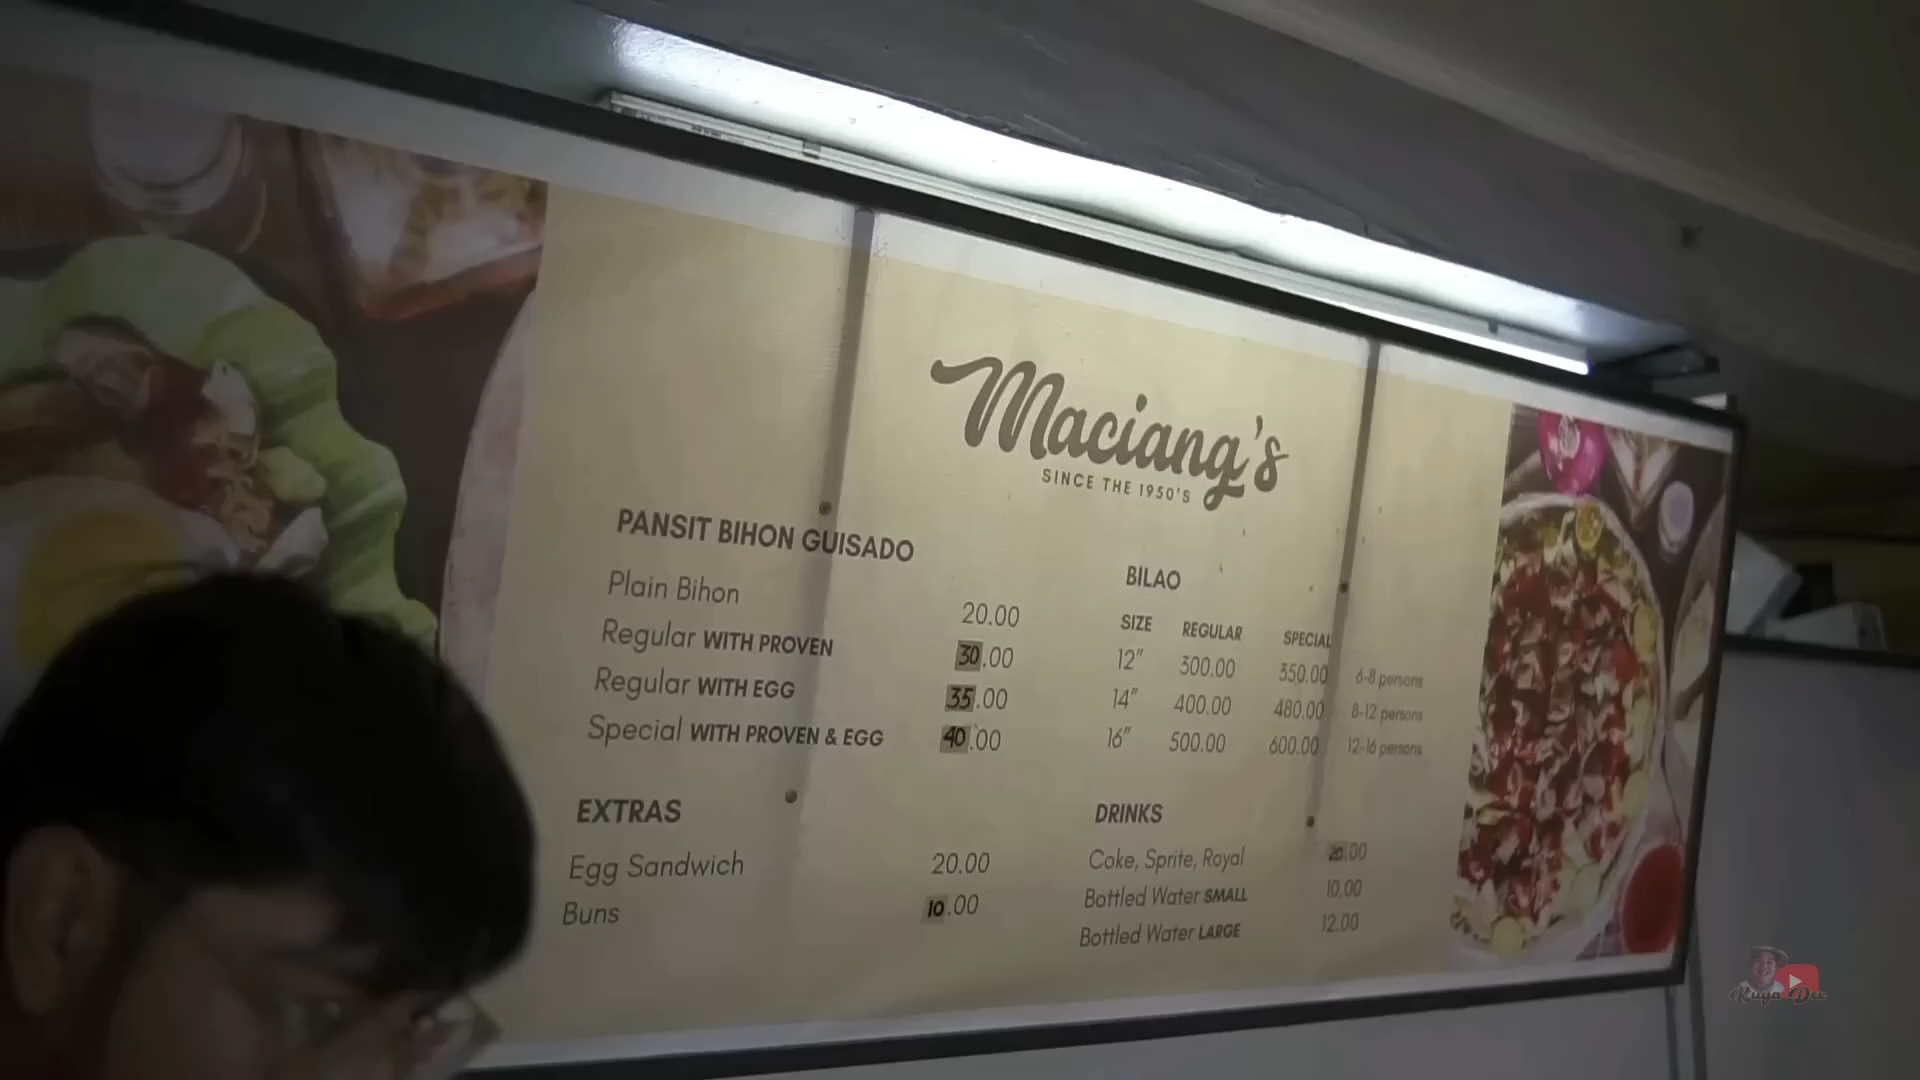 Maciang's
SINCE THE 1950'S
PANSIT BIHON GUISADO
Plain Bihon 20.00
Regular WITH PROVEN 30.00
Regular WITH EGG 35.00
Special WITH PROVEN & EGG 40.00
EXTRAS
Egg Sandwich 20.00
Buns 10.00
BILAO
SIZE REGULAR SPECIAL
12” 300.00 350.00 6-8 persons
14” 400.00 480.00 8-12 persons
16” 500.00 600.00 12-16 persons
DRINKS
Coke, Sprite, Royal 20.00
Bottled Water SMALL 10.00
Bottled Water LARGE 12.00
Kuya Dex